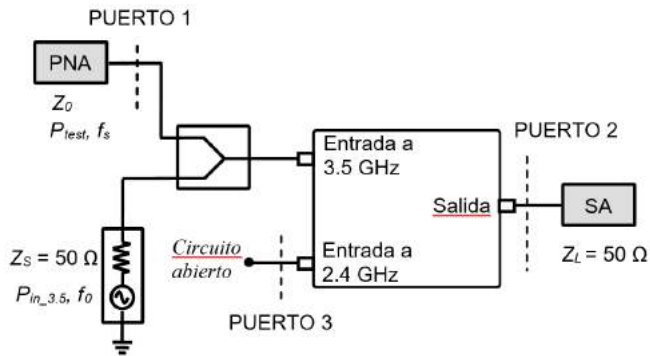 PUERTO 1
PNA
Z0
Ptest, fs
Entrada a
3.5 GHz
PUERTO 2
Salida
SA
ZL = 50 Ω
ZS = 50 Ω
Pin_3.5, f0
Circuito
abierto
Entrada a
2.4 GHz
PUERTO 3